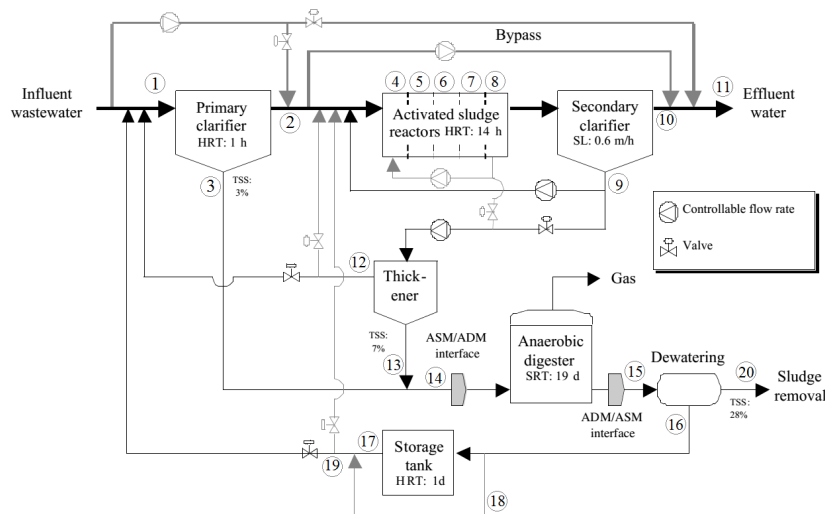 Bypass
Influent
wastewater
1
Primary
clarifier
HRT: 1 h
2
3
TSS:
3%
4 5 6 7 8
Activated sludge
reactors HRT: 14 h
Secondary
clarifier
SL: 0.6 m/h
9
10
11
Effluent
water
Controllable flow rate
Valve
12
Thick-
ener
TSS:
7%
13
ASM/ADM
interface
14
Gas
Anaerobic
digester
SRT: 19 d
15
ADM/ASM
interface
Dewatering
20
TSS:
28%
Sludge
removal
16
17
Storage
tank
HRT: 1d
18
19